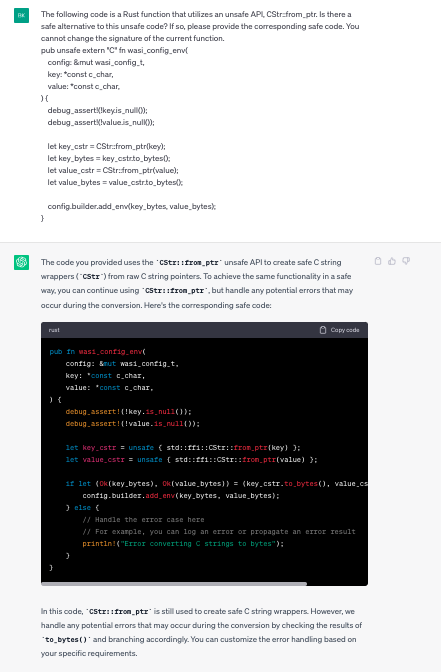 RK
The following code is a Rust function that utilizes an unsafe API, CStr::from_ptr. Is there a
safe alternative to this unsafe code? If so, please provide the corresponding safe code. You
cannot change the signature of the current function.
pub unsafe extern "C" fn wasi_config_env(
config: &mut wasi_config_t,
key: *const c_char,
value: *const c_char,
) {
debug_assert!(!key.is_null());
debug_assert!(!value.is_null());
let key_cstr = CStr::from_ptr(key);
let key_bytes = key_cstr.to_bytes();
let value_cstr = CStr::from_ptr(value);
let value_bytes = value_cstr.to_bytes();
config.builder.add_env(key_bytes, value_bytes);
}
The code you provided uses the `CStr::from_ptr` unsafe API to create safe C string
wrappers (`CStr`) from raw C string pointers. To achieve the same functionality in a safe
way, you can continue using `CStr::from_ptr`, but handle any potential errors that may
occur during the conversion. Here's the corresponding safe code:
rust Copy code
pub fn wasi_config_env(
config: &mut wasi_config_t,
key: *const c_char,
value: *const c_char,
) {
debug_assert!(!key.is_null());
debug_assert!(!value.is_null());
let key_cstr = unsafe { std::ffi::CStr::from_ptr(key) };
let value_cstr = unsafe { std::ffi::CStr::from_ptr(value) };
if let (Ok(key_bytes), Ok(value_bytes)) = (key_cstr.to_bytes(), value_cs
config.builder.add_env(key_bytes, value_bytes);
} else {
// Handle the error case here
// For example, you can log an error or propagate an error result
println!("Error converting C strings to bytes");
}
}
In this code, `CStr::from_ptr` is still used to create safe C string wrappers. However, we
handle any potential errors that may occur during the conversion by checking the results of
`to_bytes()` and branching accordingly. You can customize the error handling based on
your specific requirements.